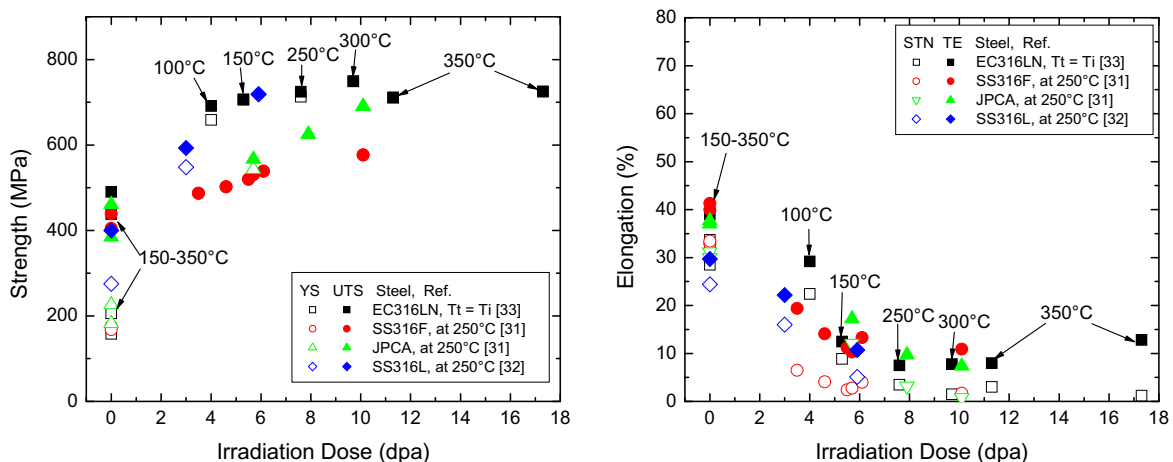 800
600
400
200
0
0 2 4 6 8 10 12 14 16 18
Strength (MPa)
Irradiation Dose (dpa)
100°C
150°C
250°C
300°C
350°C
150-350°C
YS UTS Steel, Ref.
EC316LN, Tt = Ti [33]
SS316F, at 250°C [31]
JPCA, at 250°C [31]
SS316L, at 250°C [32]
80
70
60
50
40
30
20
10
0
0 2 4 6 8 10 12 14 16 18
Elongation (%)
Irradiation Dose (dpa)
STN TE Steel, Ref.
EC316LN, Tt = Ti [33]
SS316F, at 250°C [31]
JPCA, at 250°C [31]
SS316L, at 250°C [32]
150-350°C
100°C
150°C
250°C
300°C
350°C